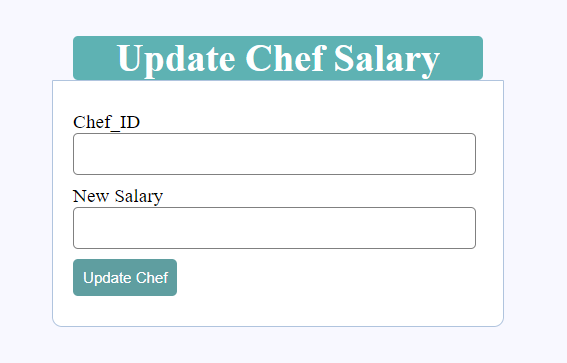 Update Chef Salary
Chef_ID
New Salary
Update Chef